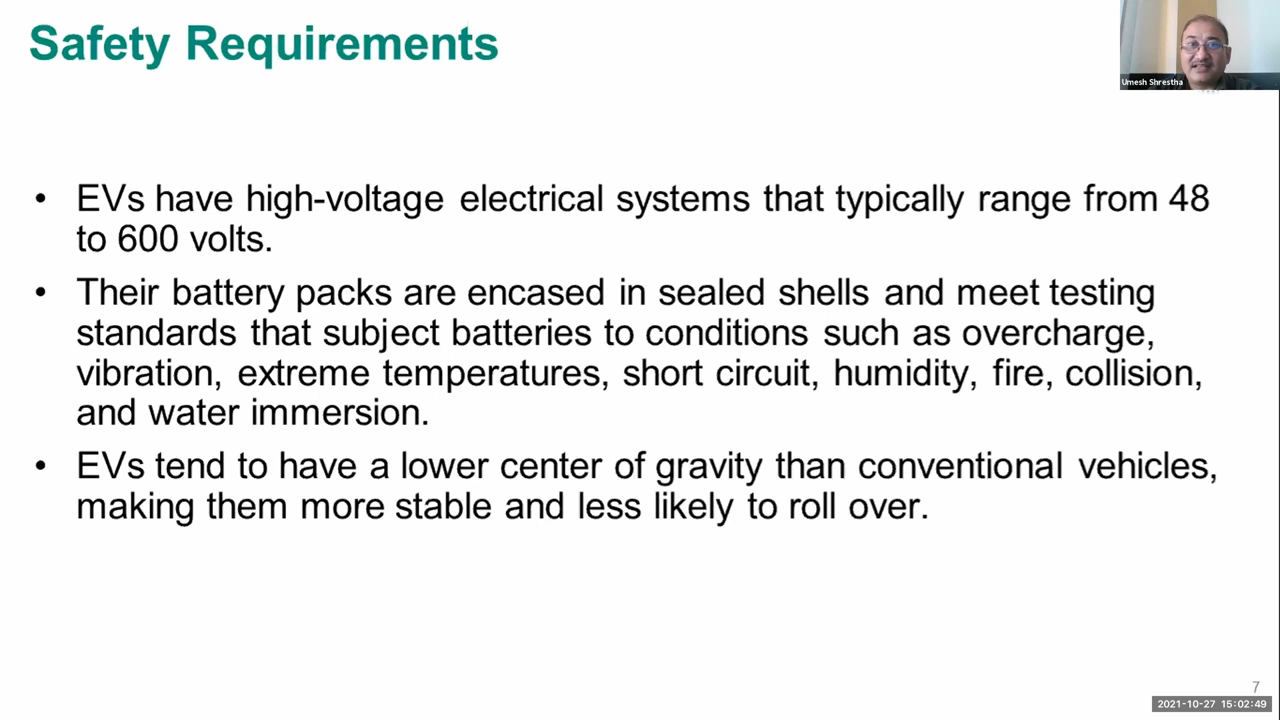 Safety Requirements
Umesh Shrestha
• EVs have high-voltage electrical systems that typically range from 48
to 600 volts.
• Their battery packs are encased in sealed shells and meet testing
standards that subject batteries to conditions such as overcharge,
vibration, extreme temperatures, short circuit, humidity, fire, collision,
and water immersion.
• EVs tend to have a lower center of gravity than conventional vehicles,
making them more stable and less likely to roll over.
7
2021-10-27 15:02:49